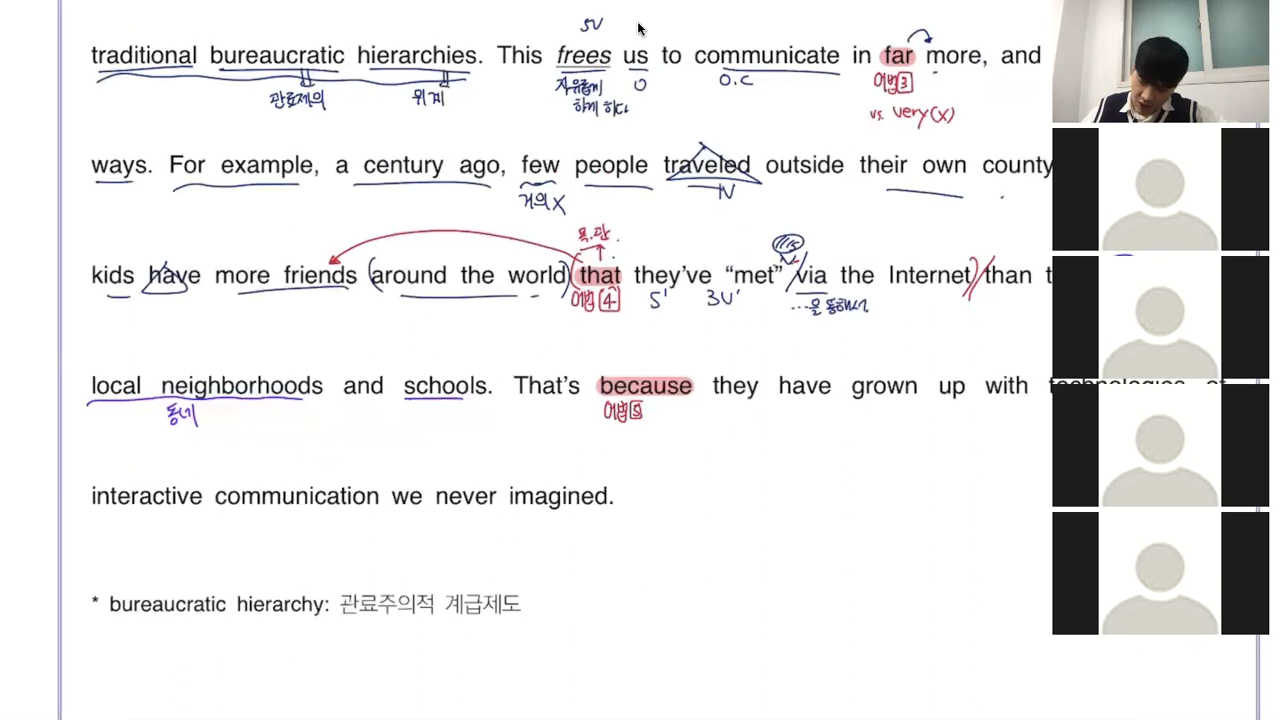 5V
traditional bureaucratic hierarchies. This frees us to communicate in far more, and
관료제의 위계 자유롭게 하게 하다 O O.C 어법 3
vs. very(x)
ways. For example, a century ago, few people traveled outside their own county
거의 X
목.관.
kids have more friends (around the world) (that they've “met” via the Internet) than t
어법 4 S' 3V' ...을 통해서
local neighborhoods and schools. That's because they have grown up with
동네 어법 5
interactive communication we never imagined.
* bureaucratic hierarchy: 관료주의적 계급제도